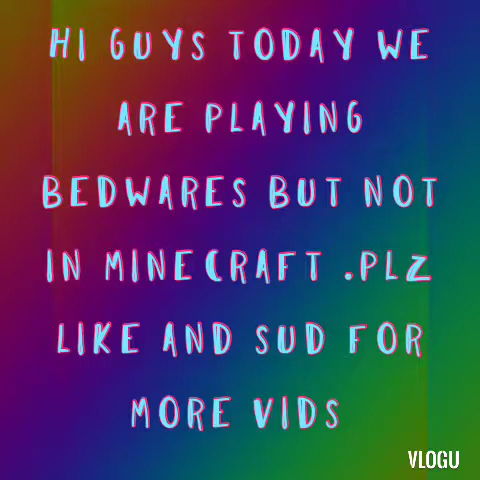 HI GUYS TODAY WE
ARE PLAYING
BEDWARES BUT NOT
IN MINECRAFT .PLZ
LIKE AND SUD FOR
MORE VIDS
VLOGU